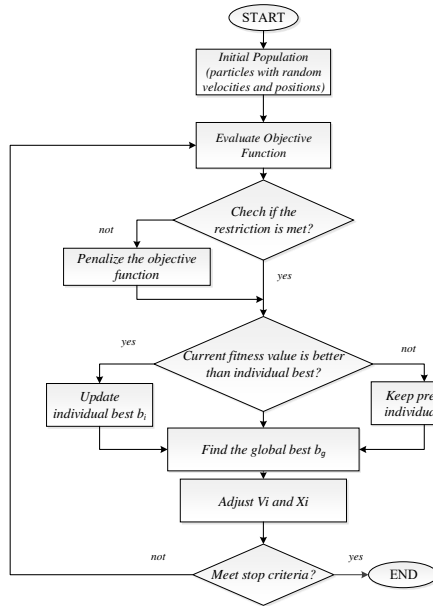 START
Initial Population
(particles with random
velocities and positions)
Evaluate Objective
Function
Chech if the
restriction is met?
not
Penalize the objective
function
yes
Current fitness value is better
than individual best?
yes
not
Update
individual best bᵢ
Keep pre
individua
Find the global best b𝓰
Adjust Vi and Xi
Meet stop criteria?
not
yes
END